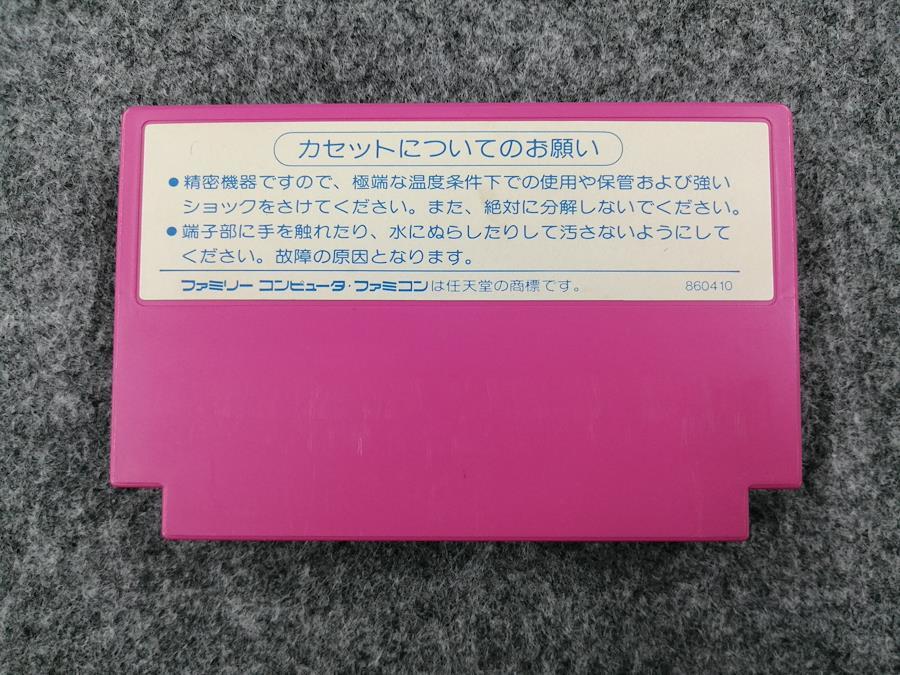 カセットについてのお願い
●精密機器ですので、極端な温度条件下での使用や保管および強い
ショックをさけてください。また、絶対に分解しないでください。
●端子部に手を触れたり、水にぬらしたりして汚さないようにして
ください。故障の原因となります。
ファミリー コンピュータ・ファミコンは任天堂の商標です。 860410